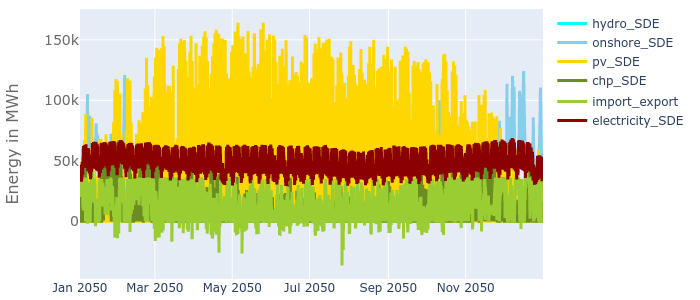 Energy in MWh
150k
100k
50k
0
Jan 2050
Mar 2050
May 2050
Jul 2050
Sep 2050
Nov 2050
hydro_SDE
onshore_SDE
pv_SDE
chp_SDE
import_export
electricity_SDE